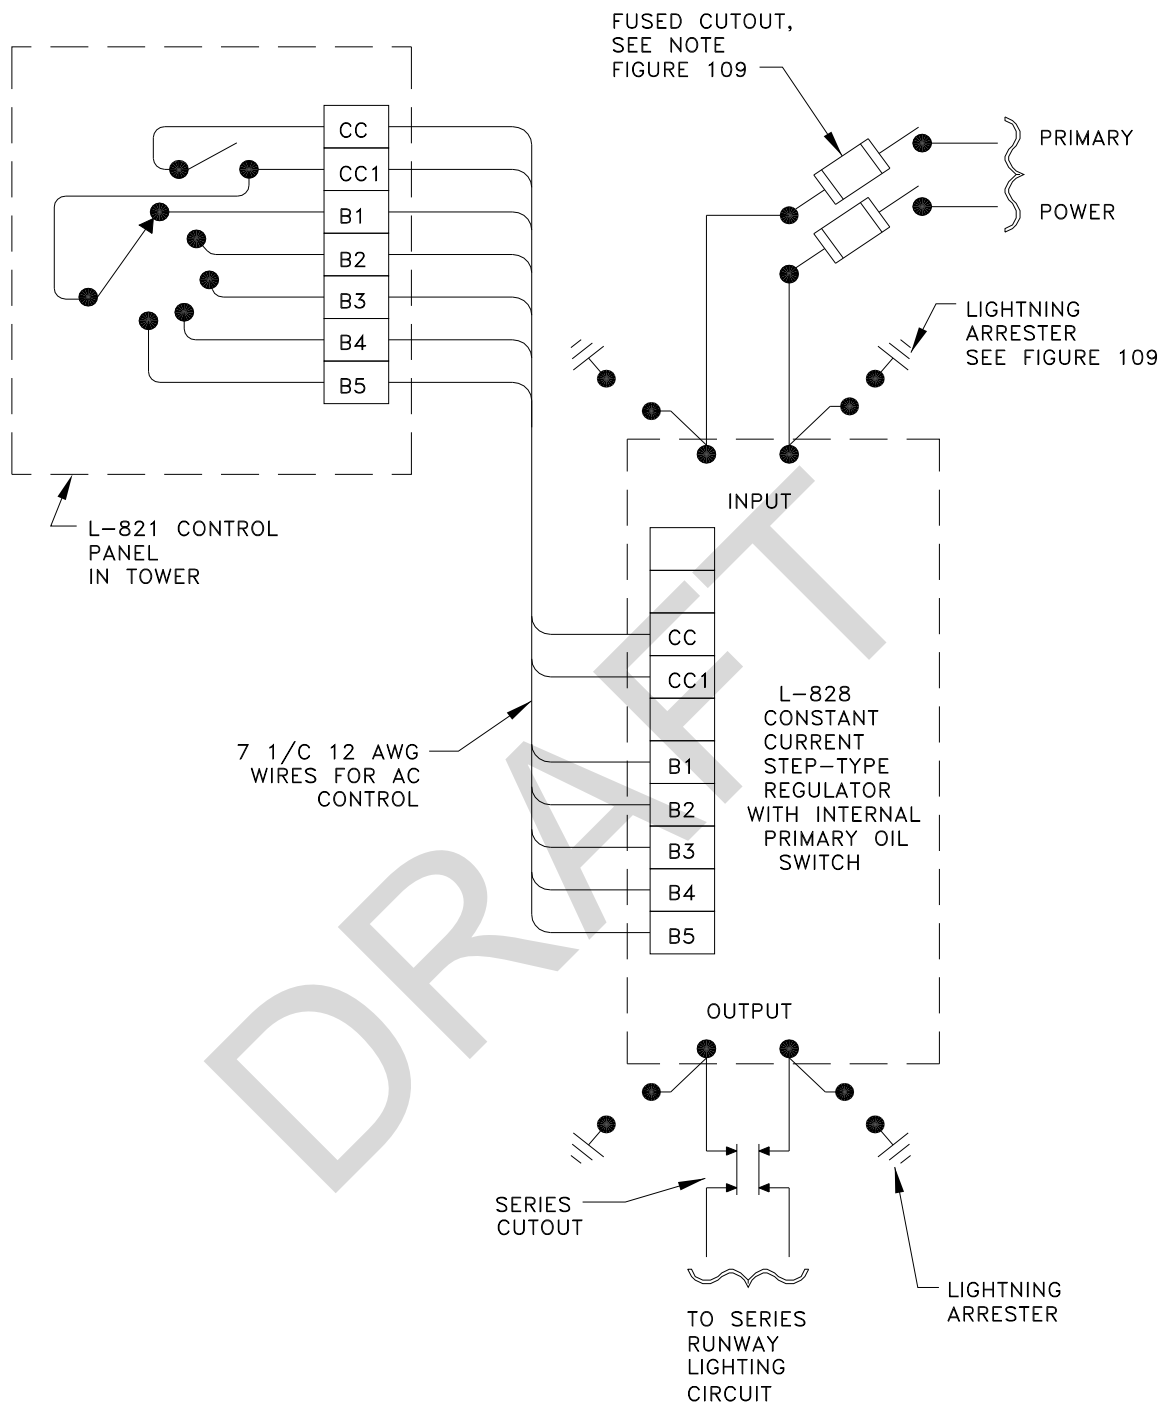 FUSED CUTOUT,
SEE NOTE
FIGURE 109
PRIMARY
POWER
CC
CC1
B1
B2
B3
B4
B5
LIGHTNING
ARRESTER
SEE FIGURE 109
L-821 CONTROL
PANEL
IN TOWER
INPUT
CC
CC1
B1
B2
B3
B4
B5
L-828
CONSTANT
CURRENT
STEP-TYPE
REGULATOR
WITH INTERNAL
PRIMARY OIL
SWITCH
7 1/C 12 AWG
WIRES FOR AC
CONTROL
DRAFT
OUTPUT
SERIES
CUTOUT
LIGHTNING
ARRESTER
TO SERIES
RUNWAY
LIGHTING
CIRCUIT